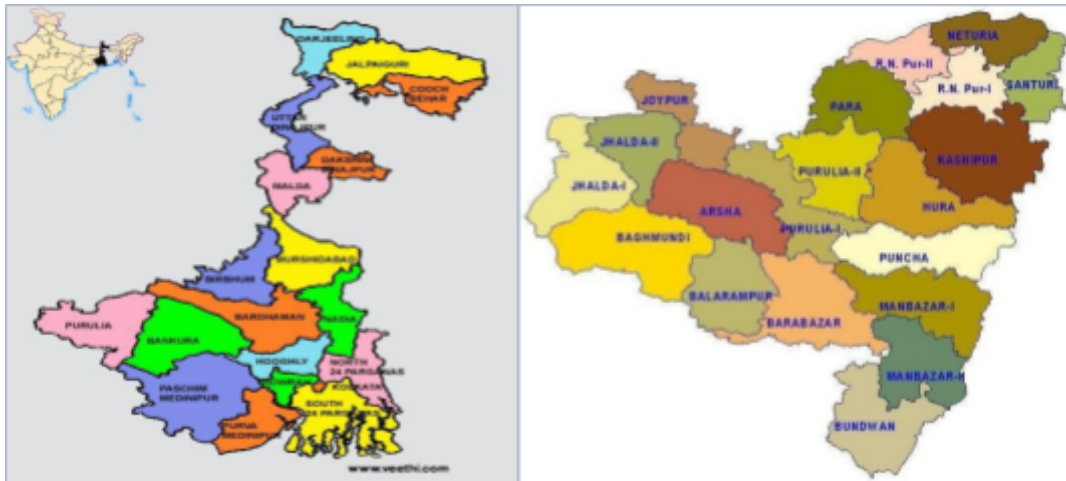 DARJEELING
JALPAIGURI
COOCH
BEHAR
UTTAR
DINAJPUR
DAKSHIN
DINAJPUR
MALDA
MURSHIDABAD
BIRBHUM
BARDHAMAN
NADIA
PURULIA
BANKURA
HOOGHLY
NORTH
24 PARGANAS
HOWRAH
KOLKATA
PASCHIM
MEDINIPUR
SOUTH
24 PARGANAS
PURVA
MEDINIPUR
www.veethi.com
NETURIA
R.N. Pur-II
SANTURI
R.N. Pur-I
JOYPUR
PARA
JHALDA-II
KASHIPUR
PURULIA-II
JHALDA-I
ARSHA
HURA
PURULIA-I
BAGHMUNDI
PUNCHA
BALARAMPUR
MANBAZAR-I
BARABAZAR
MANBAZAR-II
BUNDWAN